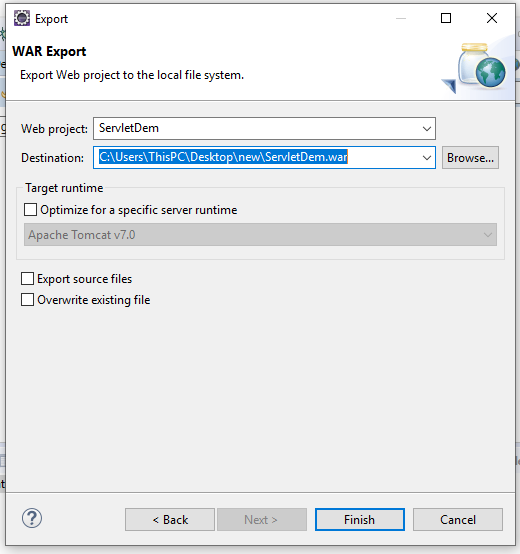 Export
WAR Export
Export Web project to the local file system.
Web project: ServletDem
Destination: C:\Users\ThisPC\Desktop\new\ServletDem.war Browse...
Target runtime
Optimize for a specific server runtime
Apache Tomcat v7.0
Export source files
Overwrite existing file
? < Back Next > Finish Cancel